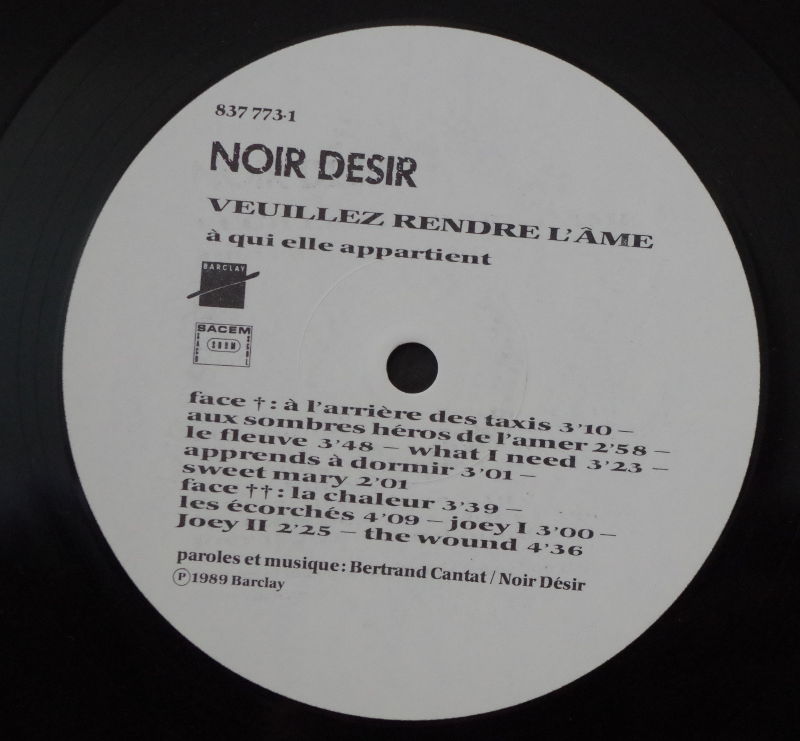 837 773-1
NOIR DESIR
VEUILLEZ RENDRE L'ÂME
à qui elle appartient
BARCLAY
SACEM
SACD SDRM SGDL
face † : à l'arrière des taxis 3'10 –
aux sombres héros de l'amer 2'58 –
le fleuve 3'48 – what I need 3'23 –
apprends à dormir 3'01 –
sweet mary 2'01
face †† : la chaleur 3'39 –
les écorchés 4'09 – joey I 3'00 –
Joey II 2'25 – the wound 4'36
paroles et musique : Bertrand Cantat / Noir Désir
℗ 1989 Barclay